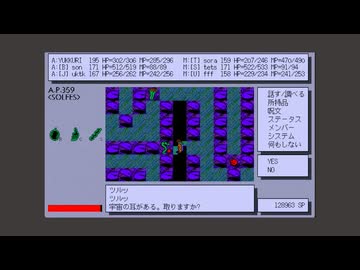 A:YUKKURI 195 HP=302/306 MP=285/296
M:[T] sora 159 HP=207/246 MP=470/490
A:[B] son 171 HP=512/519 MP=88/89
M:[S] tets 171 HP=522/533 MP=91/94
A:[J] uktk 167 HP=256/262 MP=242/256
M:[U] fff 158 HP=229/234 MP=241/253
A.P.359
<SOLFES>
話す/調べる
所持品
呪文
ステータス
メンバー
システム
何もしない
YES
NO
ツルッ
ツルッ
宇宙の耳がある。取りますか?
128963 SP